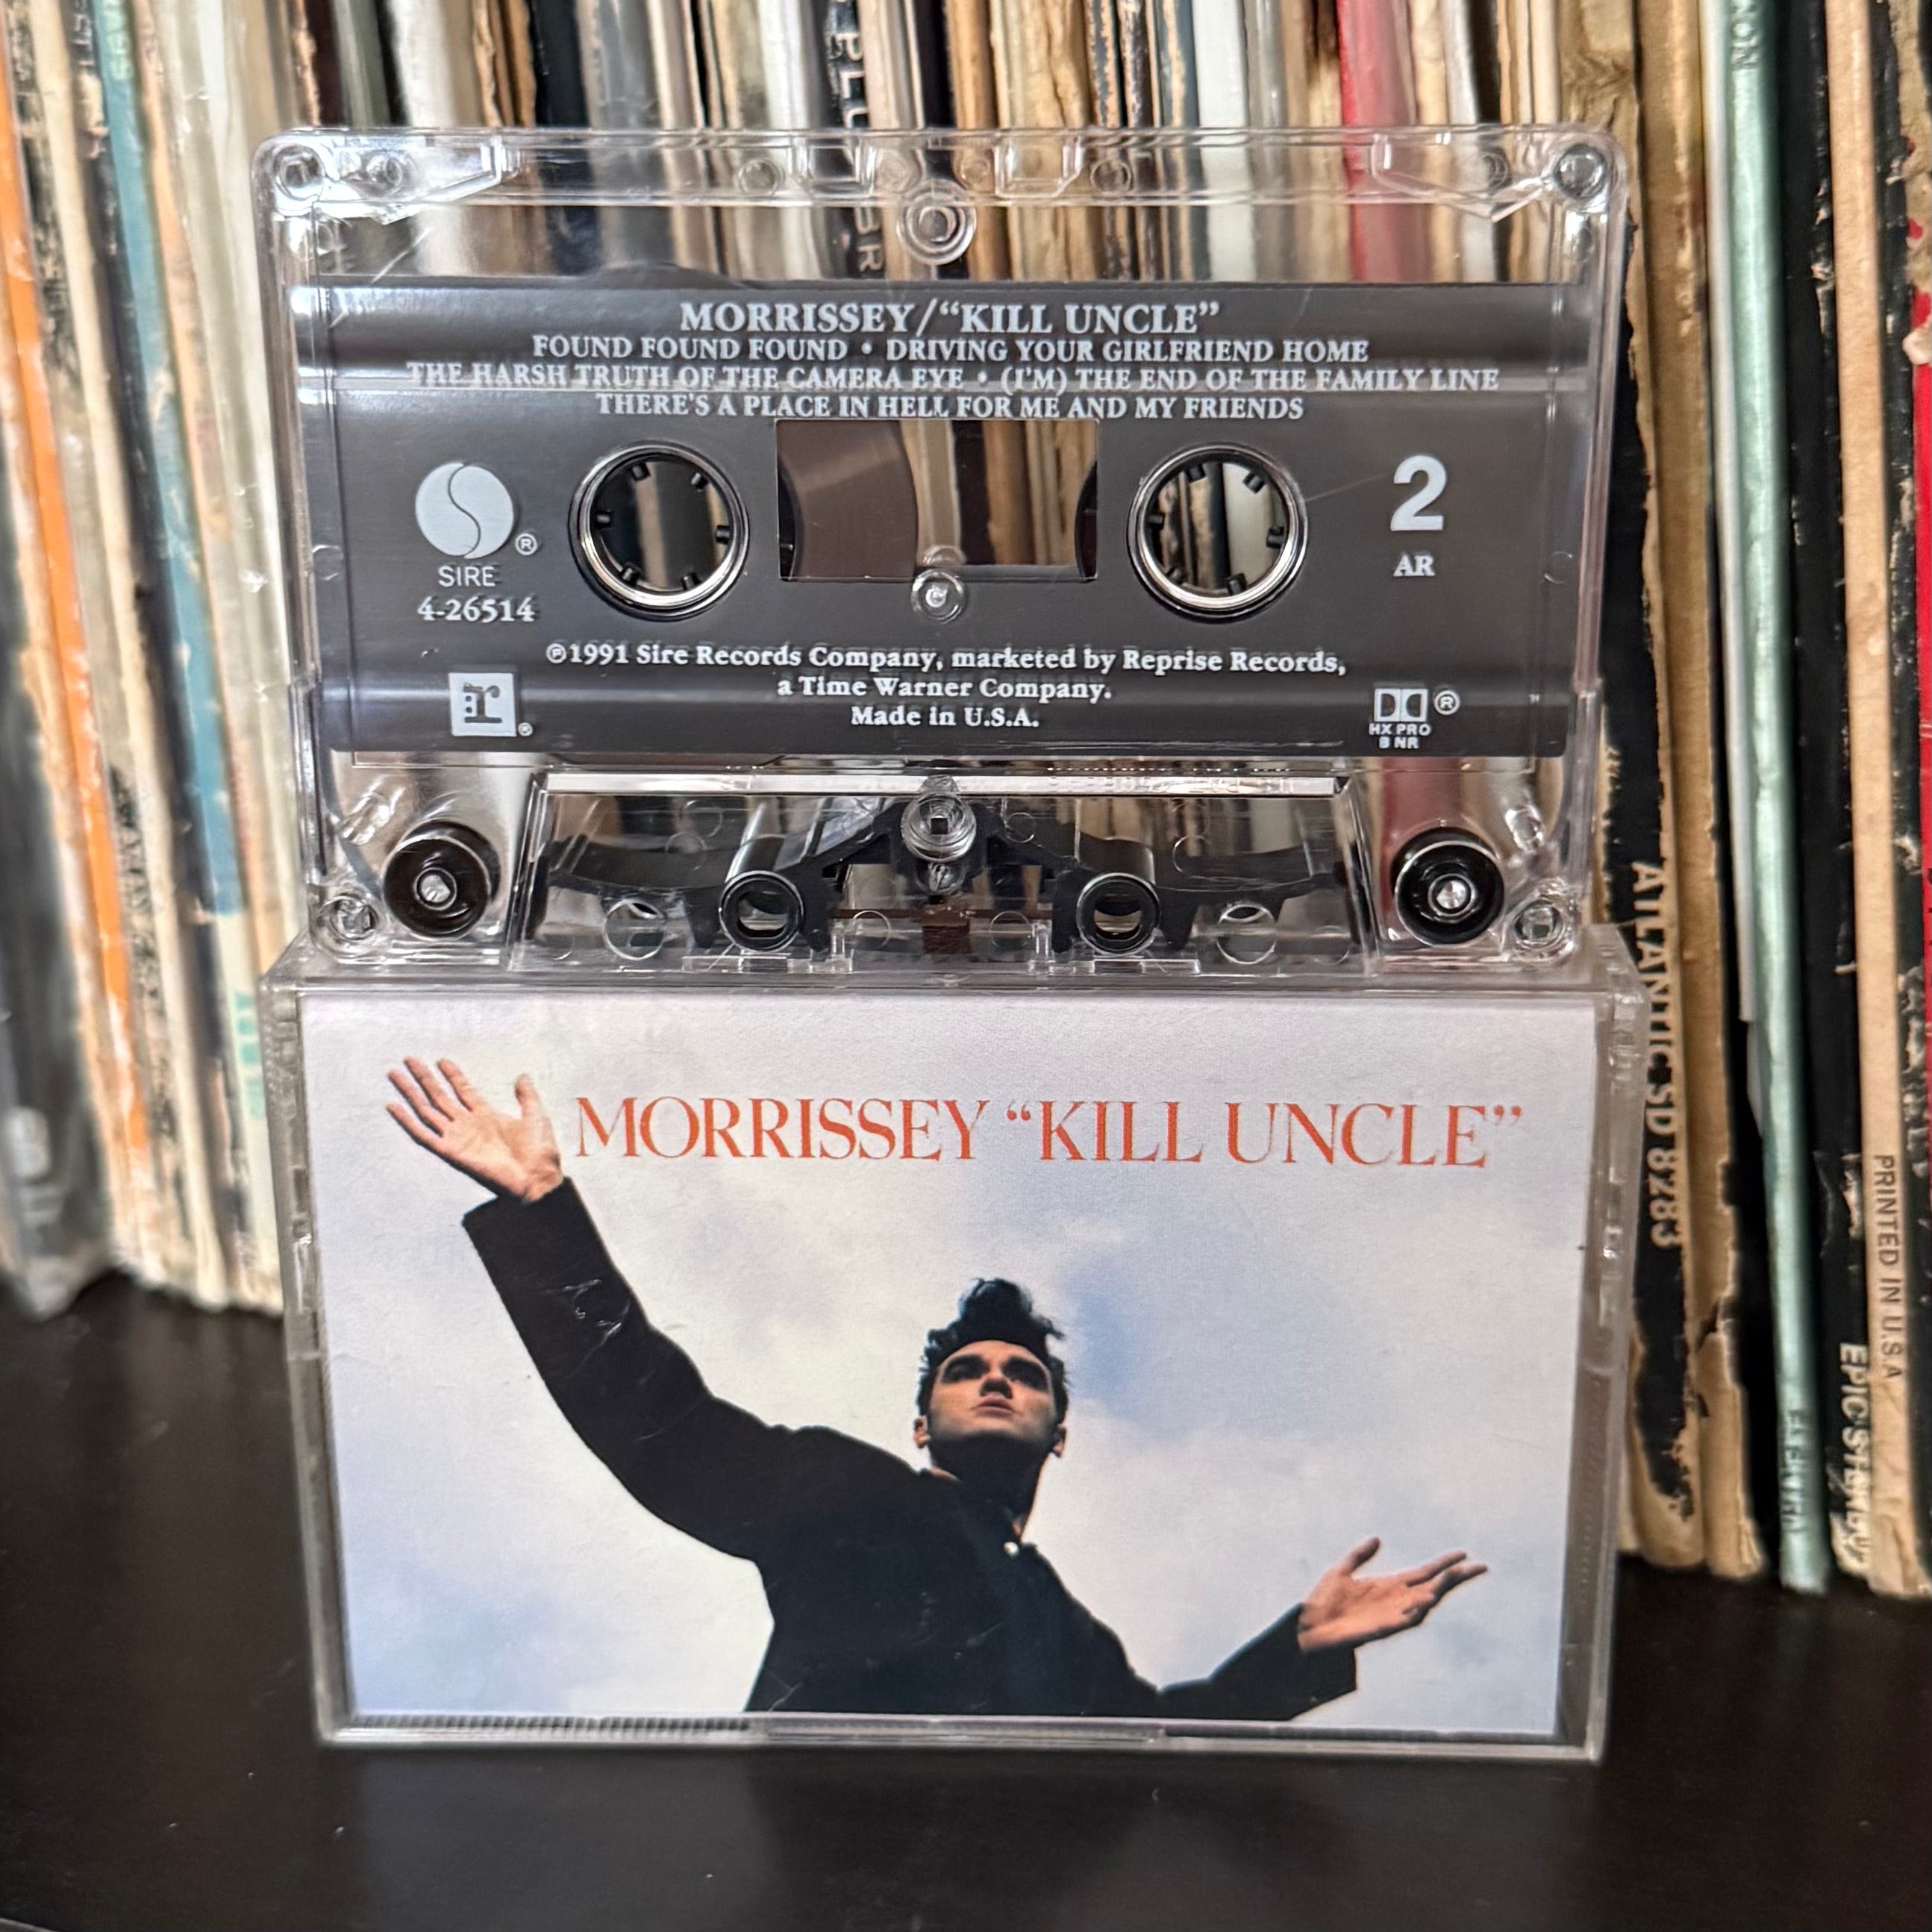 MORRISSEY/“KILL UNCLE”
FOUND FOUND FOUND • DRIVING YOUR GIRLFRIEND HOME
THE HARSH TRUTH OF THE CAMERA EYE • (I'M) THE END OF THE FAMILY LINE
THERE'S A PLACE IN HELL FOR ME AND MY FRIENDS
2
AR
®
SIRE
4-26514
℗1991 Sire Records Company, marketed by Reprise Records,
a Time Warner Company.
Made in U.S.A.
r®
®
HX PRO
B NR
MORRISSEY “KILL UNCLE”
ATLANTIC SD 8283
PRINTED IN U.S.A
EPIC